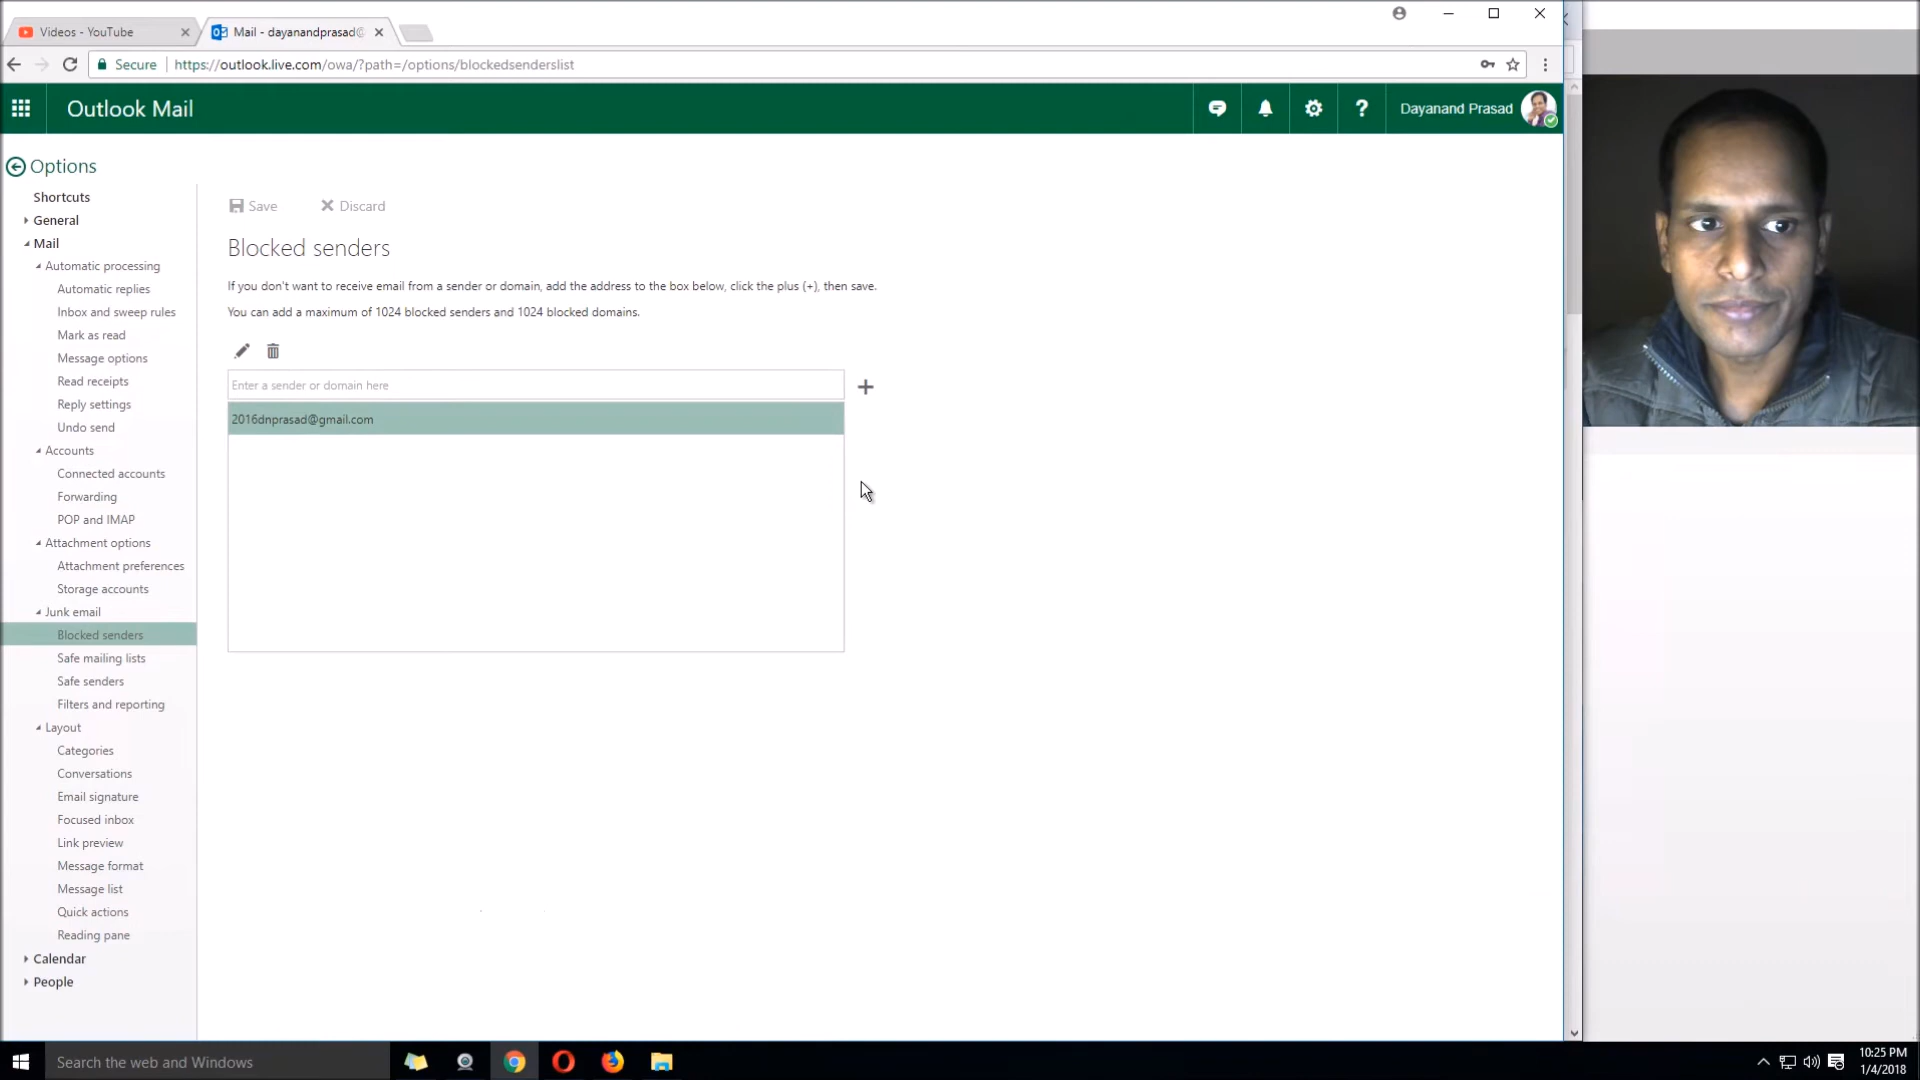 Videos - YouTube
Mail - dayanandprasad@
Secure
https://outlook.live.com/owa/?path=/options/blockedsenderslist
Outlook Mail
?
Dayanand Prasad
Options
Shortcuts
General
Mail
Automatic processing
Automatic replies
Inbox and sweep rules
Mark as read
Message options
Read receipts
Reply settings
Undo send
Accounts
Connected accounts
Forwarding
POP and IMAP
Attachment options
Attachment preferences
Storage accounts
Junk email
Blocked senders
Safe mailing lists
Safe senders
Filters and reporting
Layout
Categories
Conversations
Email signature
Focused inbox
Link preview
Message format
Message list
Quick actions
Reading pane
Calendar
People
Save
Discard
Blocked senders
If you don't want to receive email from a sender or domain, add the address to the box below, click the plus (+), then save.
You can add a maximum of 1024 blocked senders and 1024 blocked domains.
Enter a sender or domain here
2016dnprasad@gmail.com
Search the web and Windows
10:25 PM
1/4/2018